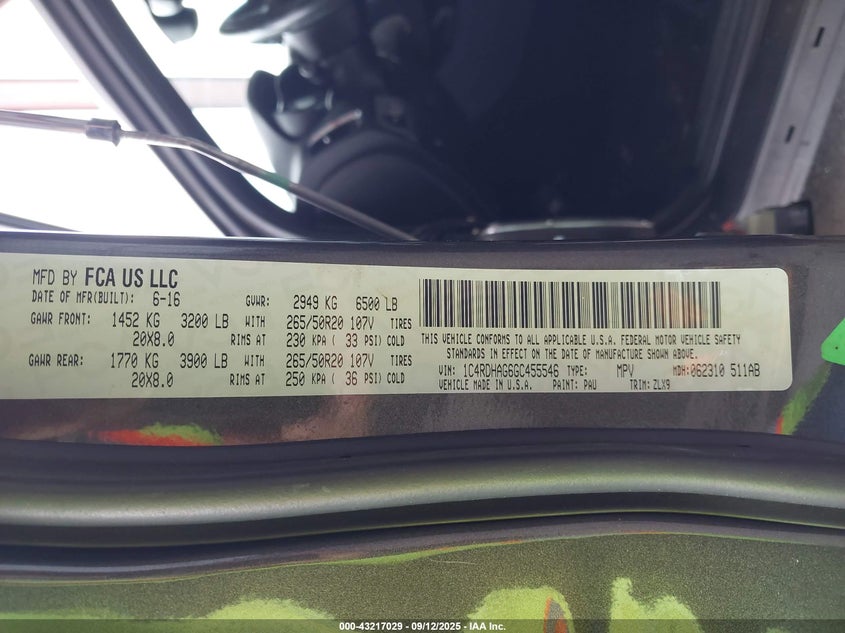 MFD BY FCA US LLC
DATE OF MFR(BUILT): 6-16 GVWR: 2949 KG 6500 LB
GAWR FRONT: 1452 KG 3200 LB WITH 265/50R20 107V TIRES
20X8.0 RIMS AT 230 KPA ( 33 PSI) COLD
GAWR REAR: 1770 KG 3900 LB WITH 265/50R20 107V TIRES
20X8.0 RIMS AT 250 KPA ( 36 PSI) COLD
THIS VEHICLE CONFORMS TO ALL APPLICABLE U.S.A. FEDERAL MOTOR VEHICLE SAFETY
STANDARDS IN EFFECT ON THE DATE OF MANUFACTURE SHOWN ABOVE.
VIN: 1C4RDHAG6GC455546 TYPE: MPV MDH: 062310 511AB
VEHICLE MADE IN U.S.A. PAINT: PAU TRIM: ZLX9
000-43217029 - 09/12/2025 - IAA Inc.